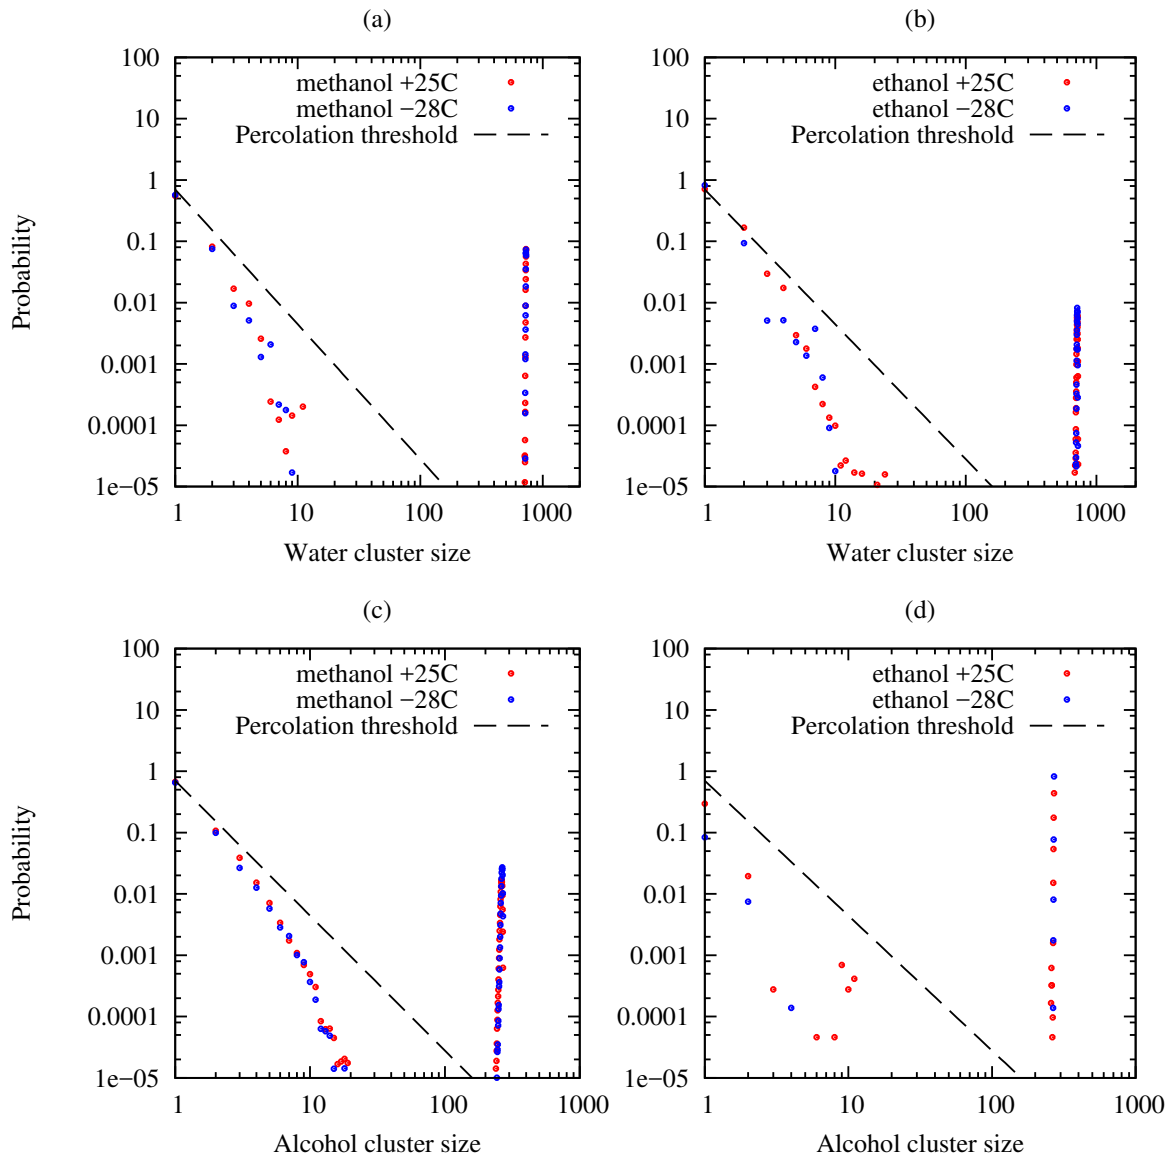 (a)
100
10
1
0.1
0.01
0.001
0.0001
1e−05
1 10 100 1000
methanol +25C
methanol −28C
Percolation threshold
Probability
Water cluster size
(b)
100
10
1
0.1
0.01
0.001
0.0001
1e−05
1 10 100 1000
ethanol +25C
ethanol −28C
Percolation threshold
Water cluster size
(c)
100
10
1
0.1
0.01
0.001
0.0001
1e−05
1 10 100 1000
methanol +25C
methanol −28C
Percolation threshold
Probability
Alcohol cluster size
(d)
100
10
1
0.1
0.01
0.001
0.0001
1e−05
1 10 100 1000
ethanol +25C
ethanol −28C
Percolation threshold
Alcohol cluster size